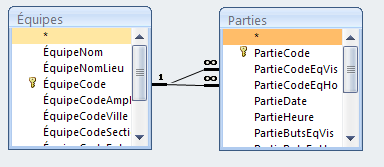 Équipes
*
ÉquipeNom
ÉquipeNomLieu
ÉquipeCode
ÉquipeCodeAmpl
ÉquipeCodeVille
ÉquipeCodeSecti
1
∞
∞
Parties
*
PartieCode
PartieCodeEqVis
PartieCodeEqHo
PartieDate
PartieHeure
PartieButsEqVis